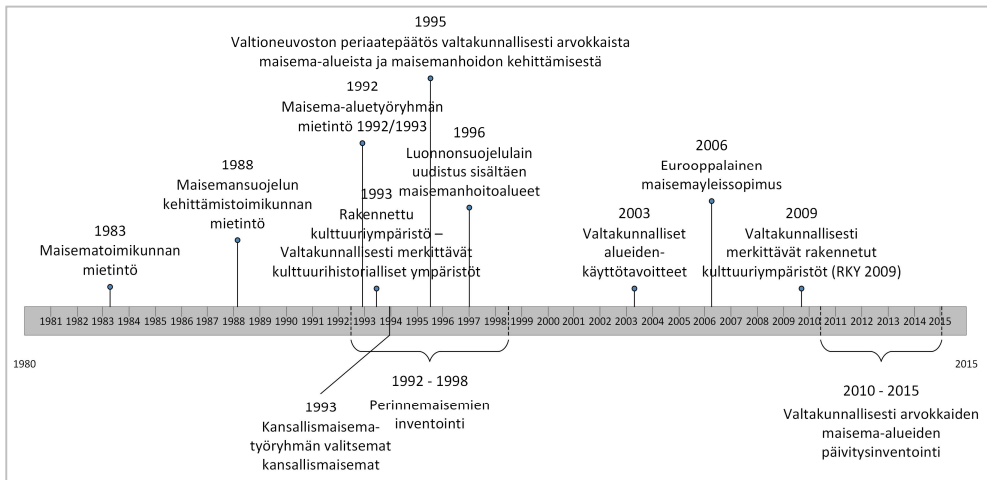 1995
Valtioneuvoston periaatepäätös valtakunnallisesti arvokkaista
maisema-alueista ja maisemanhoidon kehittämisestä
1992
Maisema-aluetyöryhmän
mietintö 1992/1993
1996
Luonnonsuojelulain
uudistus sisältäen
maisemanhoitoalueet
1988
Maisemansuojelun
kehittämistoimikunnan
mietintö
1993
Rakennettu
kulttuuriympäristö –
Valtakunnallisesti merkittävät
kulttuurihistorialliset ympäristöt
1983
Maisematoimikunnan
mietintö
2006
Eurooppalainen
maisemayleissopimus
2003
Valtakunnalliset
alueiden-
käyttötavoitteet
2009
Valtakunnallisesti
merkittävät rakennetut
kulttuuriympäristöt (RKY 2009)
1981 1982 1983 1984 1985 1986 1987 1988 1989 1990 1991 1992 1993 1994 1995 1996 1997 1998 1999 2000 2001 2002 2003 2004 2005 2006 2007 2008 2009 2010 2011 2012 2013 2014 2015
1980
2015
1992 - 1998
Perinnemaisemien
inventointi
1993
Kansallismaisema-
työryhmän valitsemat
kansallismaisemat
2010 - 2015
Valtakunnallisesti arvokkaiden
maisema-alueiden
päivitysinventointi